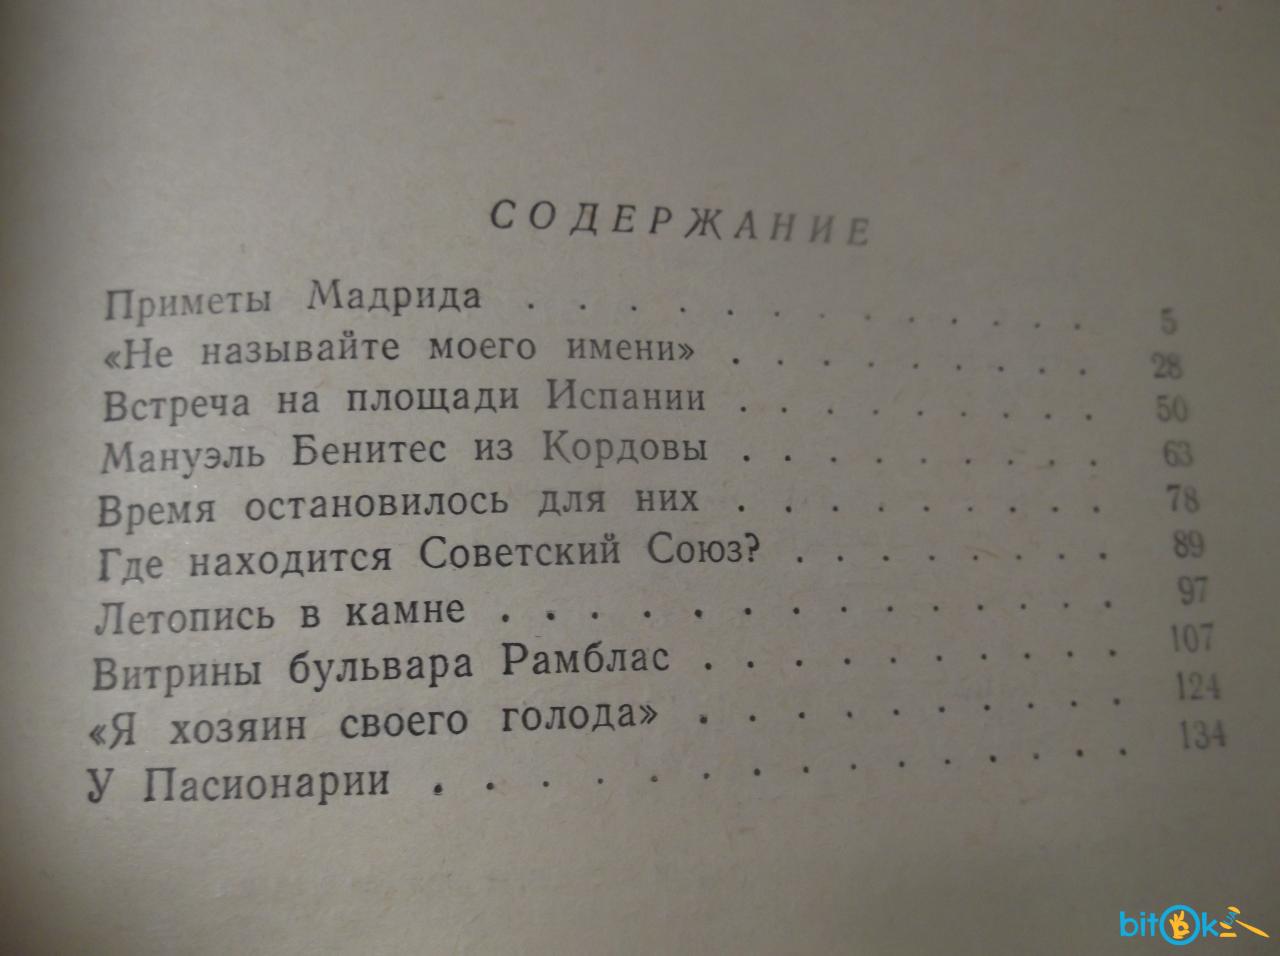 СОДЕРЖАНИЕ
Приметы Мадрида . . . . . . . . . . . . 5
«Не называйте моего имени» . . . . . . . . . 28
Встреча на площади Испании . . . . . . . . . 50
Мануэль Бенитес из Кордовы . . . . . . . . . 63
Время остановилось для них . . . . . . . . . 78
Где находится Советский Союз? . . . . . . . . 89
Летопись в камне . . . . . . . . . . . . . . 97
Витрины бульвара Рамблас . . . . . . . . . . 107
«Я хозяин своего голода» . . . . . . . . . . 124
У Пасионарии . . . . . . . . . . . . . . 134
bitOk